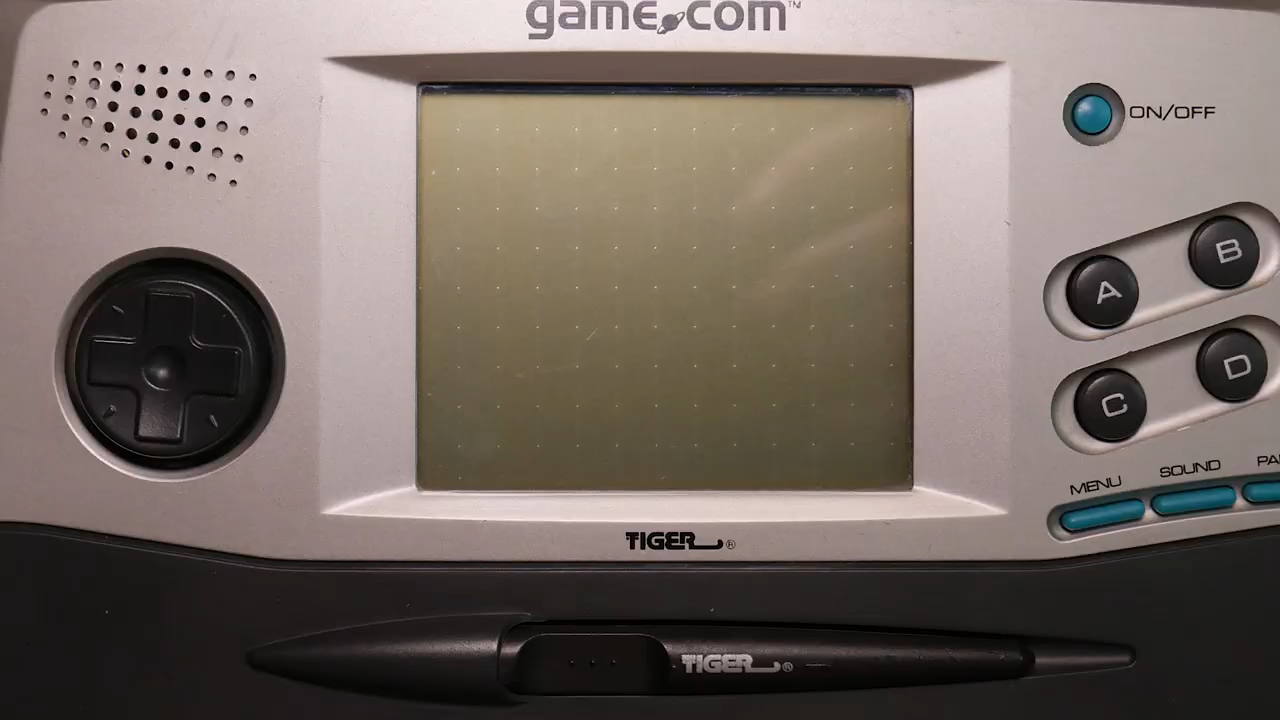 game.com™
ON/OFF
B
A
D
C
MENU SOUND
TIGER®
TIGER®